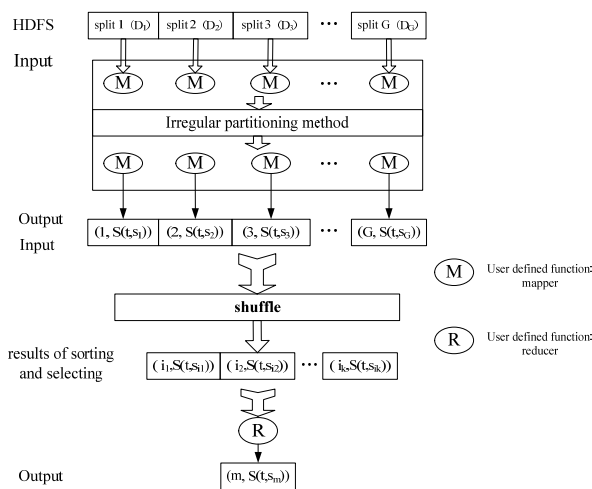 HDFS
split 1 (D1) split 2 (D2) split 3 (D3) ··· split G (DG)
Input
M M M ··· M
Irregular partitioning method
M M M ··· M
Output
Input
(1, S(t,s1)) (2, S(t,s2)) (3, S(t,s3)) ··· (G, S(t,sG))
M User defined function:
mapper
shuffle
R User defined function:
reducer
results of sorting
and selecting
( i1,S(t,si1)) ( i2,S(t,si2)) ··· ( ik,S(t,sik))
R
Output
(m, S(t,sm))